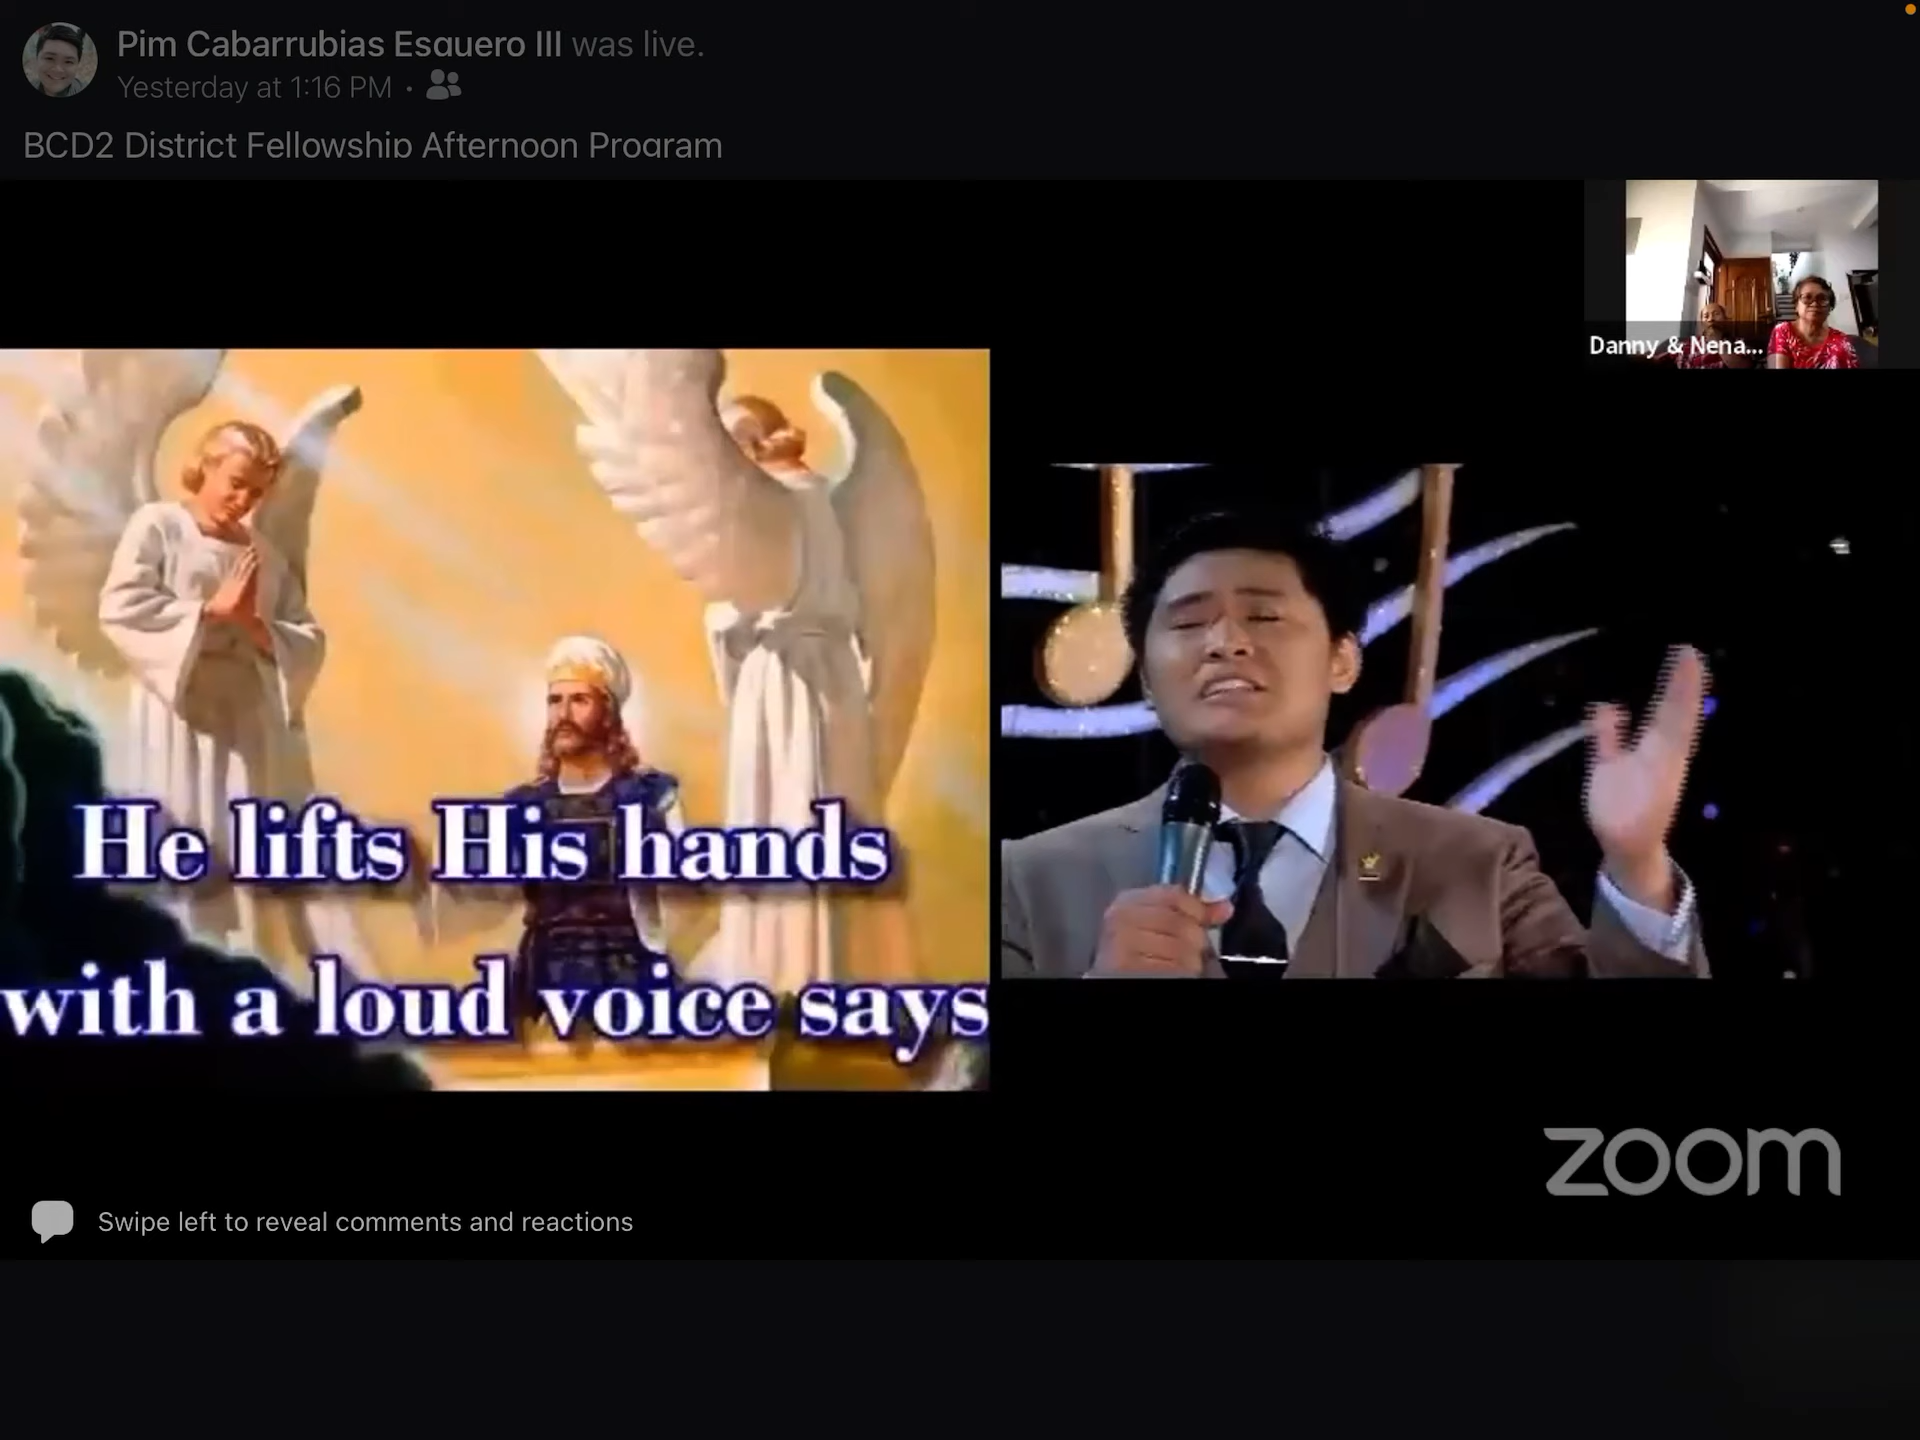 Pim Cabarrubias Esquero III was live.
Yesterday at 1:16 PM ·
BCD2 District Fellowship Afternoon Program
Danny & Nena...
He lifts His hands
with a loud voice says
zoom
Swipe left to reveal comments and reactions